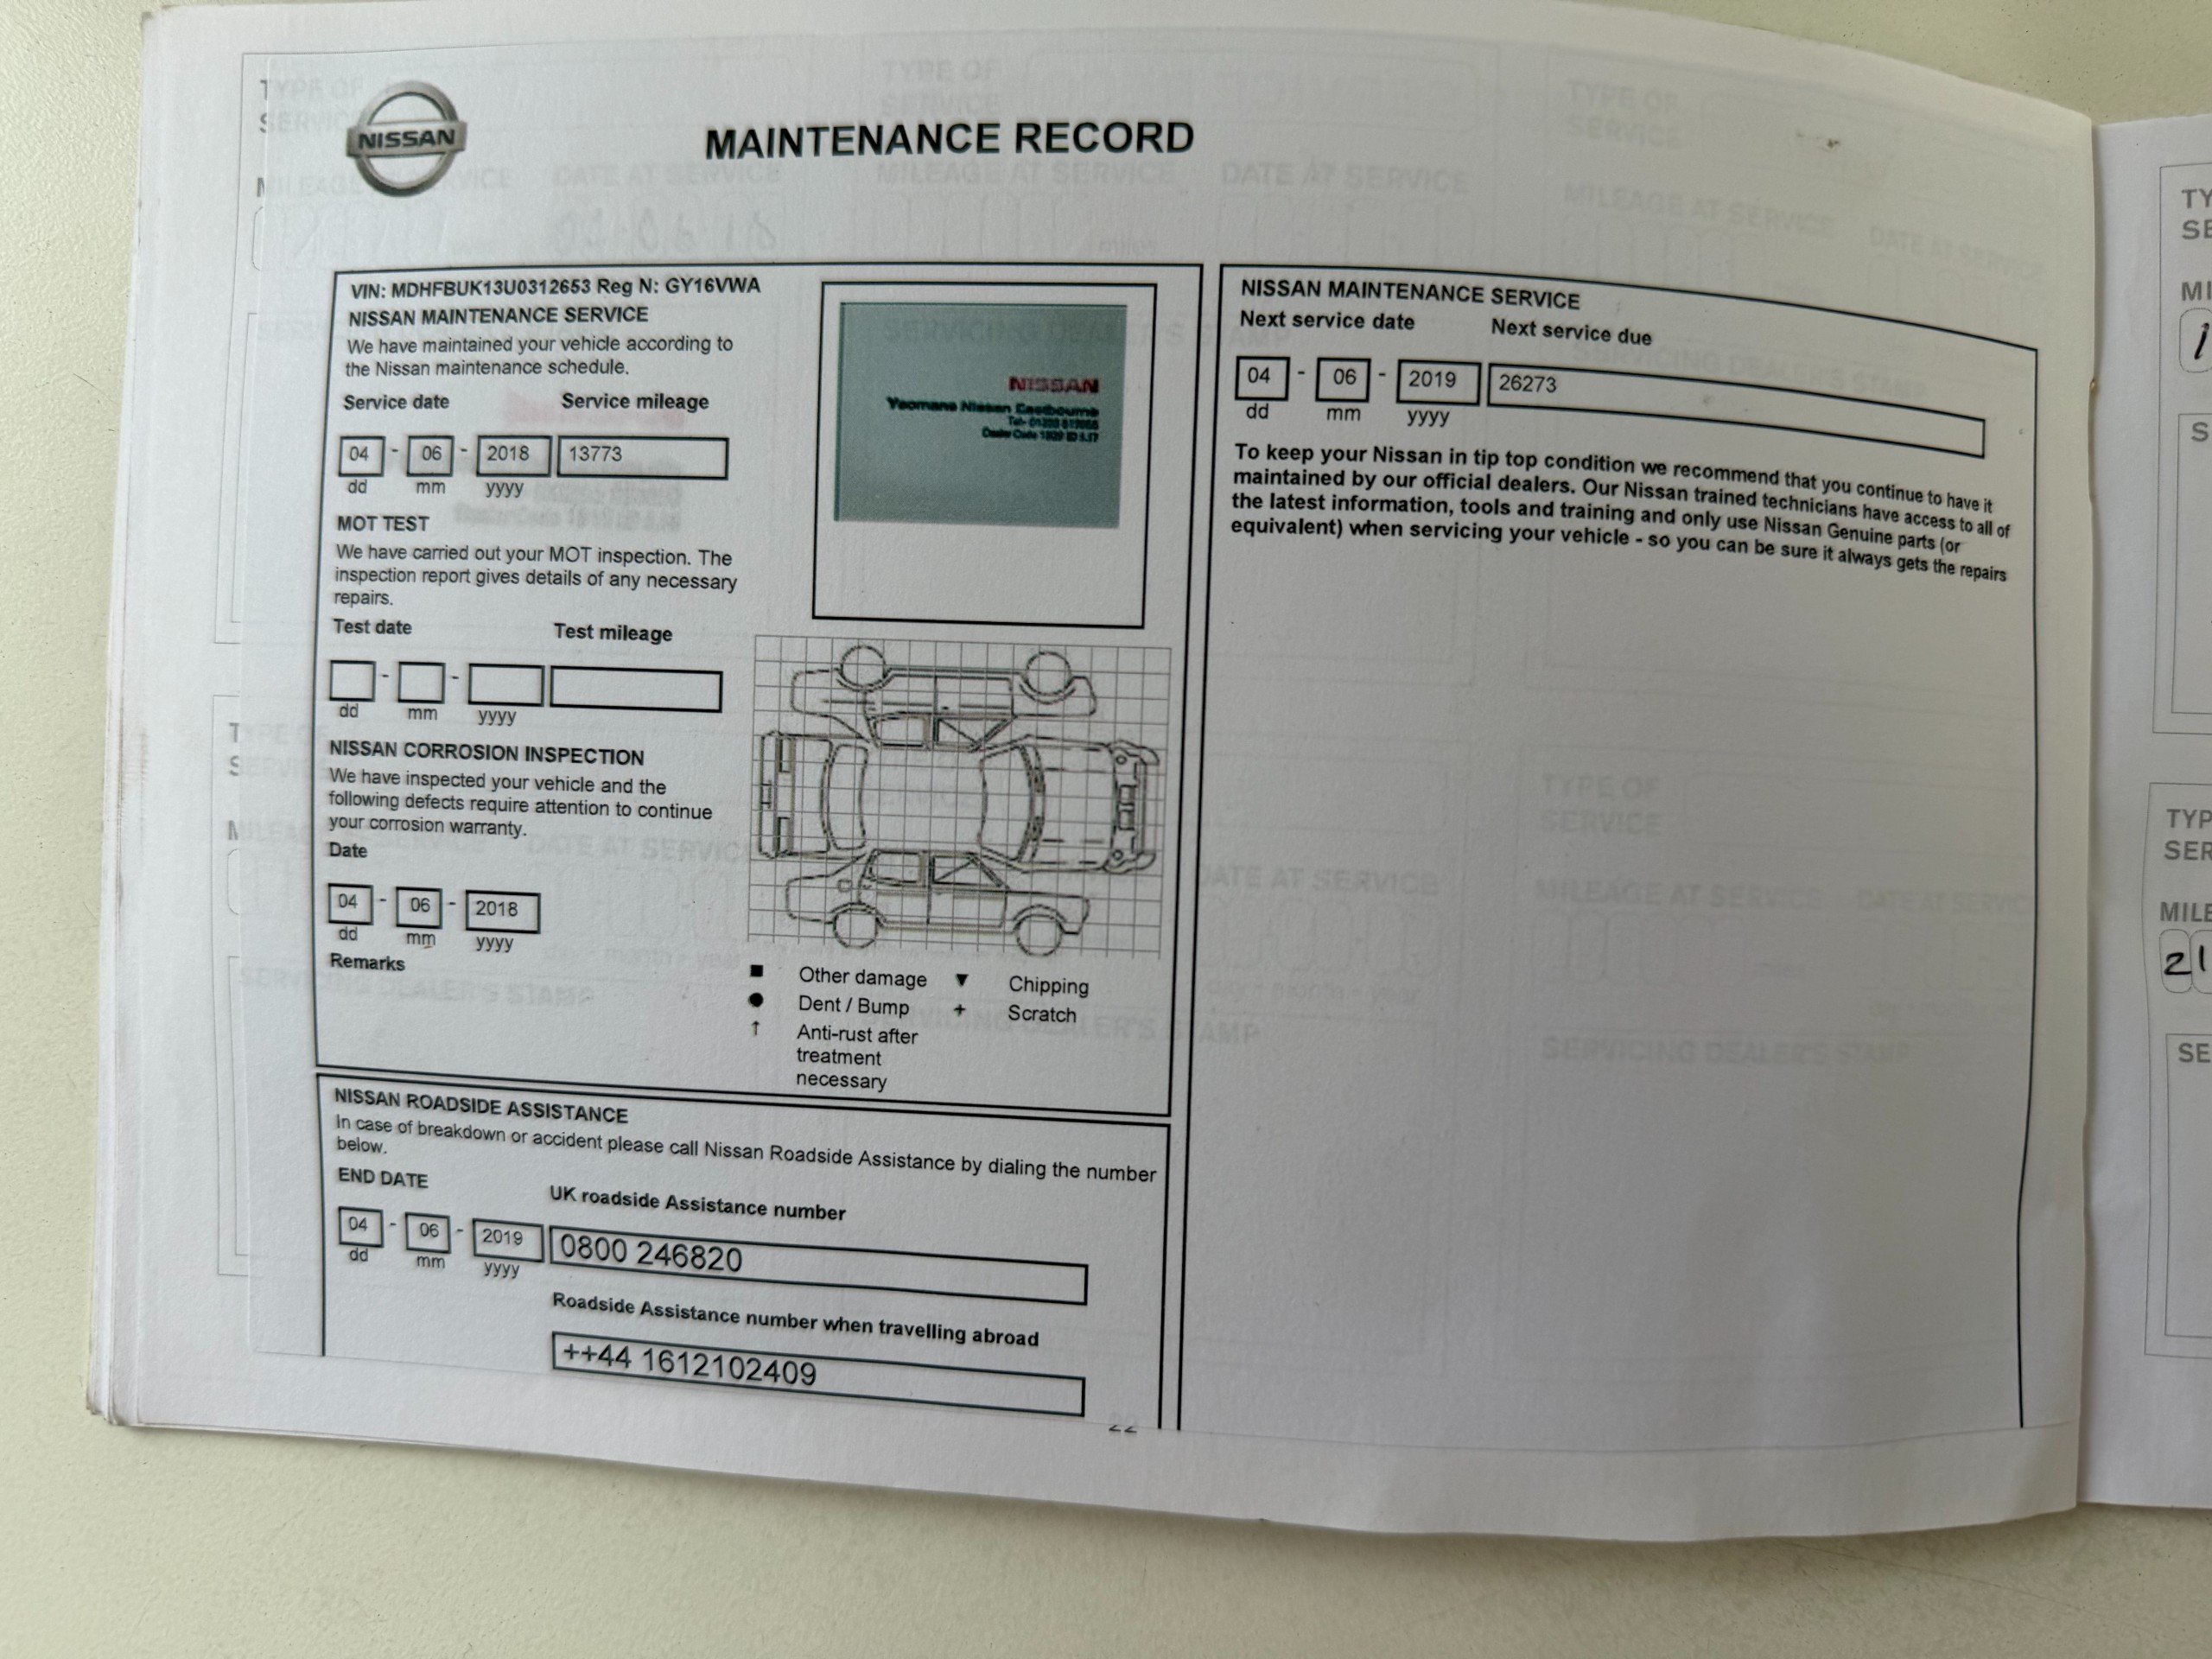 NISSAN
MAINTENANCE RECORD
VIN: MDHFBUK13U0312653 Reg N: GY16VWA
NISSAN MAINTENANCE SERVICE
We have maintained your vehicle according to
the Nissan maintenance schedule.
Service date Service mileage
04 - 06 - 2018 13773
dd mm yyyy
MOT TEST
We have carried out your MOT inspection. The
inspection report gives details of any necessary
repairs.
Test date Test mileage
- -
dd mm yyyy
NISSAN CORROSION INSPECTION
We have inspected your vehicle and the
following defects require attention to continue
your corrosion warranty.
Date
04 - 06 - 2018
dd mm yyyy
Remarks
NISSAN
Yeomans Nissan Eastbourne
■ Other damage ▼ Chipping
● Dent / Bump + Scratch
↑ Anti-rust after
treatment
necessary
NISSAN ROADSIDE ASSISTANCE
In case of breakdown or accident please call Nissan Roadside Assistance by dialing the number
below.
END DATE
UK roadside Assistance number
04 - 06 - 2019 0800 246820
dd mm yyyy
Roadside Assistance number when travelling abroad
++44 1612102409
NISSAN MAINTENANCE SERVICE
Next service date Next service due
04 - 06 - 2019 26273
dd mm yyyy
To keep your Nissan in tip top condition we recommend that you continue to have it
maintained by our official dealers. Our Nissan trained technicians have access to all of
the latest information, tools and training and only use Nissan Genuine parts (or
equivalent) when servicing your vehicle - so you can be sure it always gets the repairs